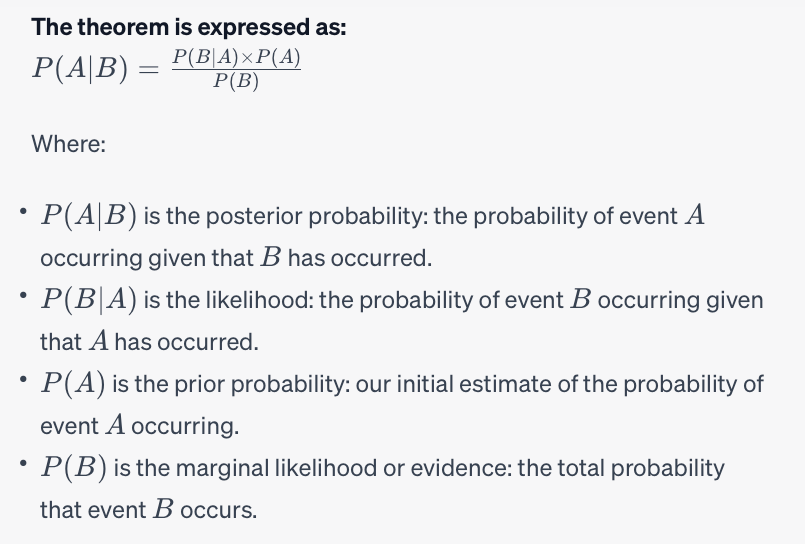 The theorem is expressed as:
P(A|B) = P(B|A)×P(A) / P(B)
Where:
• P(A|B) is the posterior probability: the probability of event A
occurring given that B has occurred.
• P(B|A) is the likelihood: the probability of event B occurring given
that A has occurred.
• P(A) is the prior probability: our initial estimate of the probability of
event A occurring.
• P(B) is the marginal likelihood or evidence: the total probability
that event B occurs.